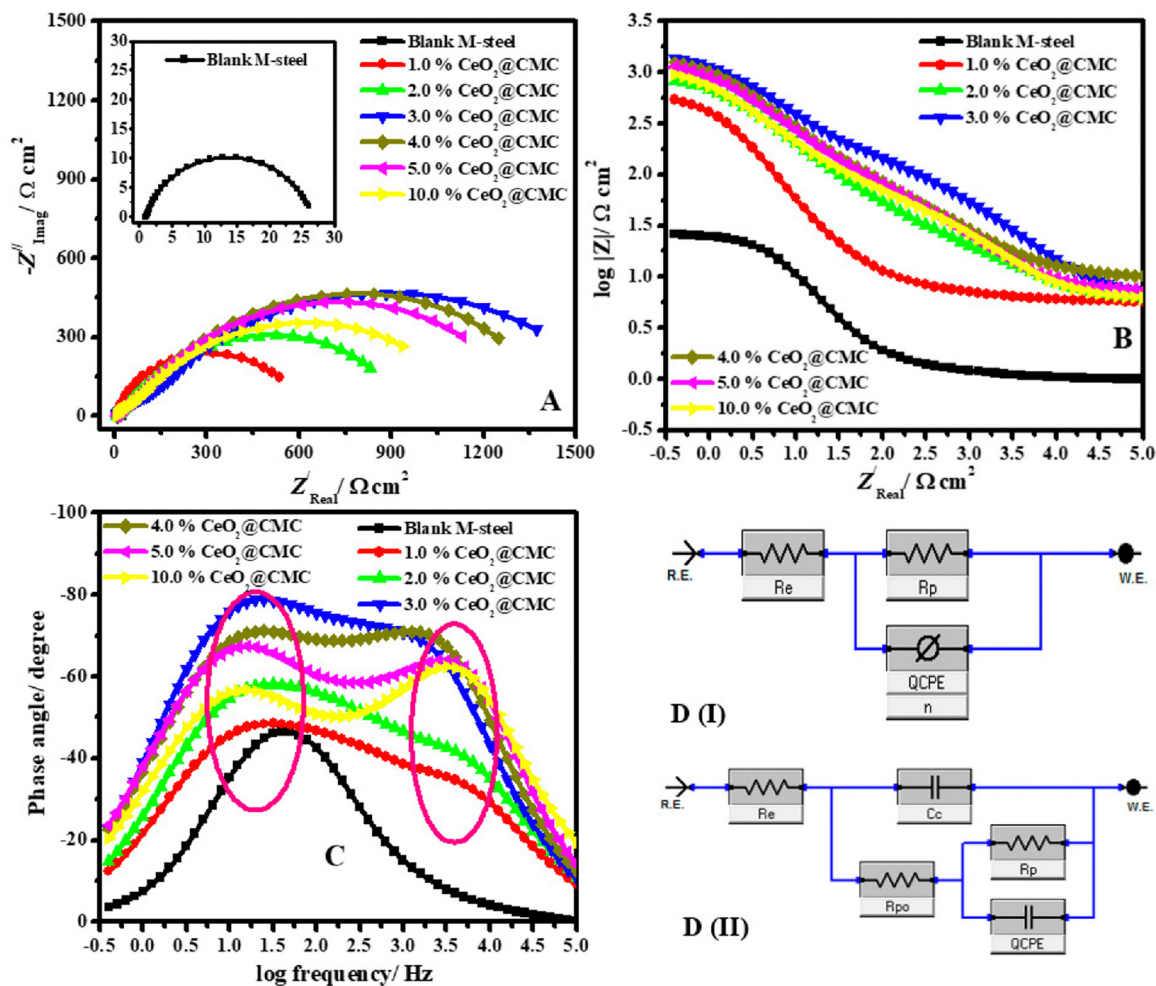 1500
1200
900
600
300
0
-Z//Imag/ Ω cm2
30
25
20
15
10
5
0
Blank M-steel
0 5 10 15 20 25 30
Blank M-steel
1.0 % CeO2@CMC
2.0 % CeO2@CMC
3.0 % CeO2@CMC
4.0 % CeO2@CMC
5.0 % CeO2@CMC
10.0 % CeO2@CMC
A
0 300 600 900 1200 1500
Z/Real/ Ω cm2
3.5
3.0
2.5
2.0
1.5
1.0
0.5
0.0
-0.5
log |Z|/ Ω cm2
Blank M-steel
1.0 % CeO2@CMC
2.0 % CeO2@CMC
3.0 % CeO2@CMC
4.0 % CeO2@CMC
5.0 % CeO2@CMC
10.0 % CeO2@CMC
B
-0.5 0.0 0.5 1.0 1.5 2.0 2.5 3.0 3.5 4.0 4.5 5.0
Z/Real/ Ω cm2
-100
-80
-60
-40
-20
0
Phase angle/ degree
4.0 % CeO2@CMC
5.0 % CeO2@CMC
10.0 % CeO2@CMC
Blank M-steel
1.0 % CeO2@CMC
2.0 % CeO2@CMC
3.0 % CeO2@CMC
C
-0.5 0.0 0.5 1.0 1.5 2.0 2.5 3.0 3.5 4.0 4.5 5.0
log frequency/ Hz
R.E.
Re
Rp
W.E.
QCPE
n
D (I)
R.E.
Re
Cc
W.E.
Rpo
Rp
QCPE
D (II)